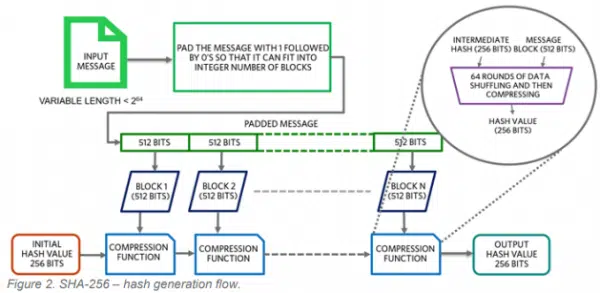 INPUT
MESSAGE
PAD THE MESSAGE WITH 1 FOLLOWED
BY 0'S SO THAT IT CAN FIT INTO
INTEGER NUMBER OF BLOCKS
VARIABLE LENGTH < 2^64
INTERMEDIATE
HASH (256 BITS)
MESSAGE
BLOCK (512 BITS)
64 ROUNDS OF DATA
SHUFFLING AND THEN
COMPRESSING
HASH VALUE
(256 BITS)
PADDED MESSAGE
512 BITS
512 BITS
512 BITS
BLOCK 1
(512 BITS)
BLOCK 2
(512 BITS)
BLOCK N
(512 BITS)
INITIAL
HASH VALUE
256 BITS
COMPRESSION
FUNCTION
COMPRESSION
FUNCTION
COMPRESSION
FUNCTION
OUTPUT
HASH VALUE
256 BITS
Figure 2. SHA-256 – hash generation flow.